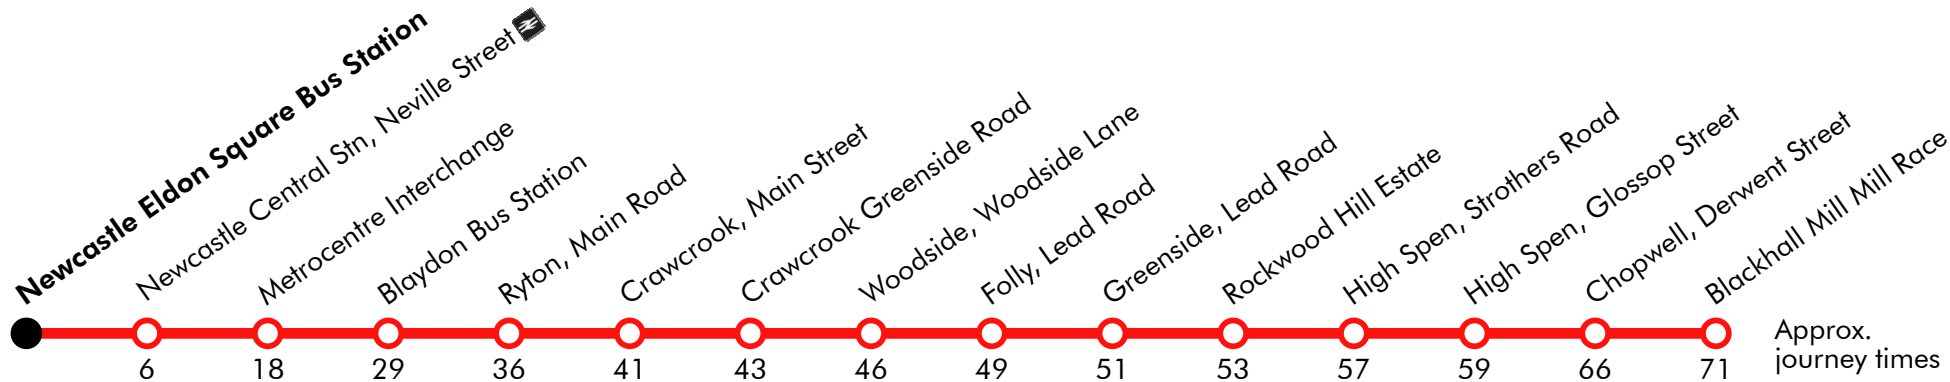 Newcastle Eldon Square Bus Station
Newcastle Central Stn, Neville Street
Metrocentre Interchange
Blaydon Bus Station
Ryton, Main Road
Crawcrook, Main Street
Crawcrook Greenside Road
Woodside, Woodside Lane
Folly, Lead Road
Greenside, Lead Road
Rockwood Hill Estate
High Spen, Strothers Road
High Spen, Glossop Street
Chopwell, Derwent Street
Blackhall Mill Mill Race
6 18 29 36 41 43 46 49 51 53 57 59 66 71
Approx.
journey times